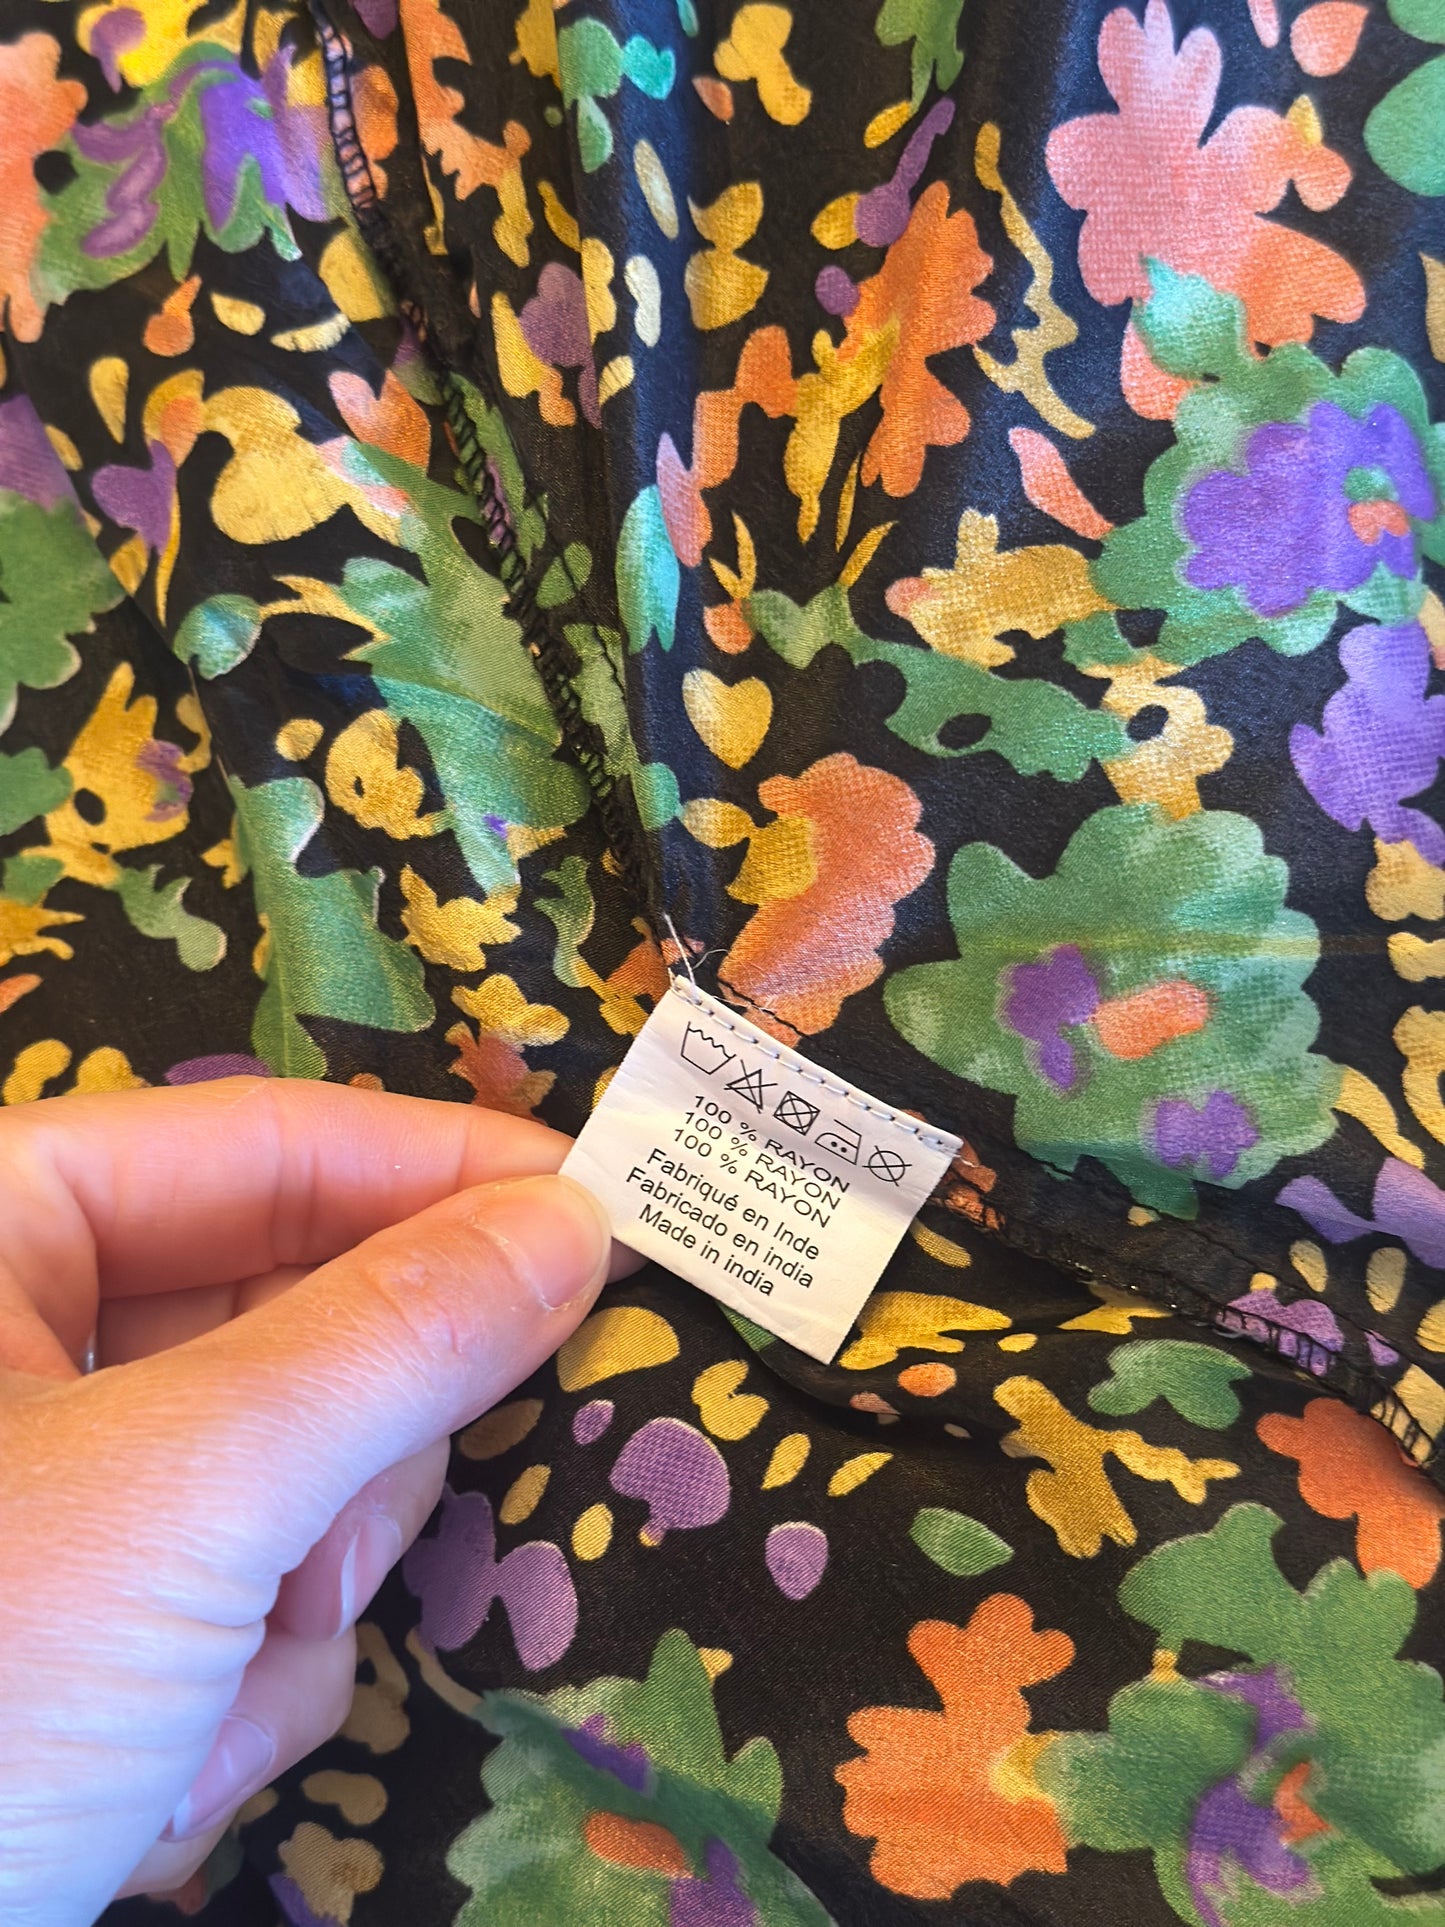 100 % RAYON
100 % RAYON
100 % RAYON
Fabriqué en Inde
Fabricado en india
Made in india